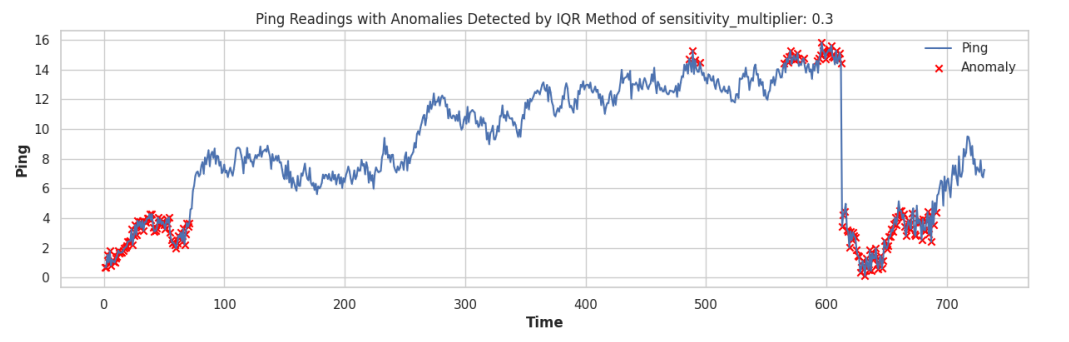 Ping Readings with Anomalies Detected by IQR Method of sensitivity_multiplier: 0.3
16
14
12
10
8
6
4
2
0
Ping
Ping
Anomaly
0 100 200 300 400 500 600 700
Time